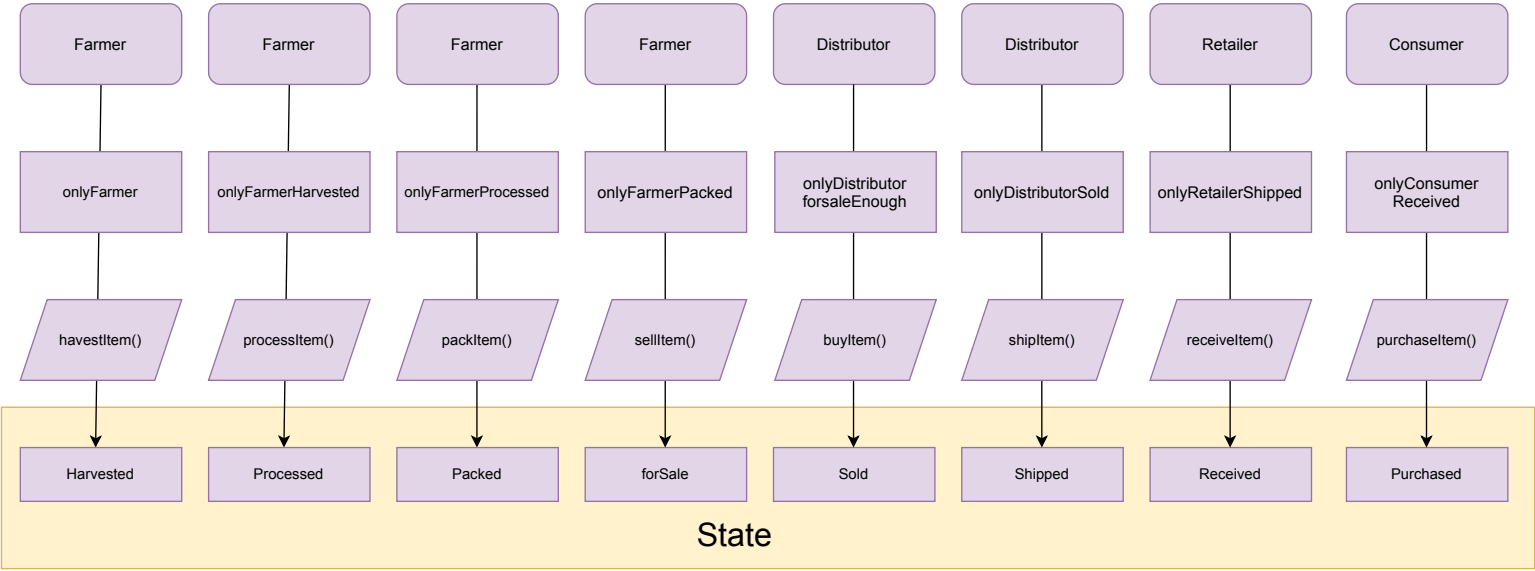 Farmer
Farmer
Farmer
Farmer
Distributor
Distributor
Retailer
Consumer
onlyFarmer
onlyFarmerHarvested
onlyFarmerProcessed
onlyFarmerPacked
onlyDistributor
forsaleEnough
onlyDistributorSold
onlyRetailerShipped
onlyConsumer
Received
havestItem()
processItem()
packItem()
sellItem()
buyItem()
shipItem()
receiveItem()
purchaseItem()
Harvested
Processed
Packed
forSale
Sold
Shipped
Received
Purchased
State